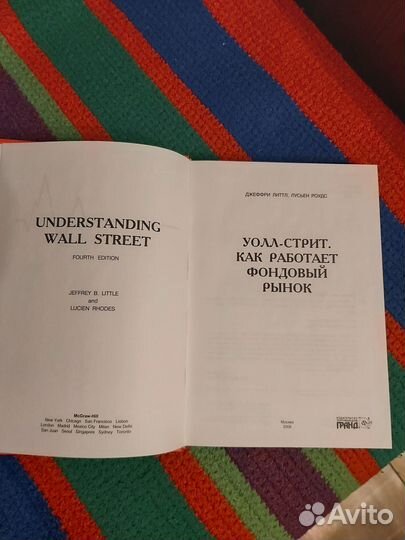 UNDERSTANDING
WALL STREET
FOURTH EDITION
JEFFREY B. LITTLE
and
LUCIEN RHODES
McGraw-Hill
New York Chicago San Francisco Lisbon
London Madrid Mexico City Milan New Delhi
San Juan Seoul Singapore Sydney Toronto
ДЖЕФФРИ ЛИТТЛ, ЛУСЬЕН РОУДС
УОЛЛ-СТРИТ.
КАК РАБОТАЕТ
ФОНДОВЫЙ
РЫНОК
ГРАНД
Москва
Avito